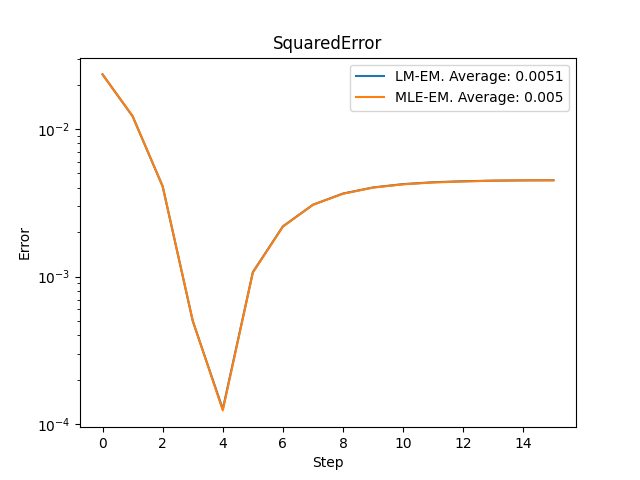 SquaredError
LM-EM. Average: 0.0051
MLE-EM. Average: 0.005
Error
10⁻²
10⁻³
10⁻⁴
0 2 4 6 8 10 12 14
Step